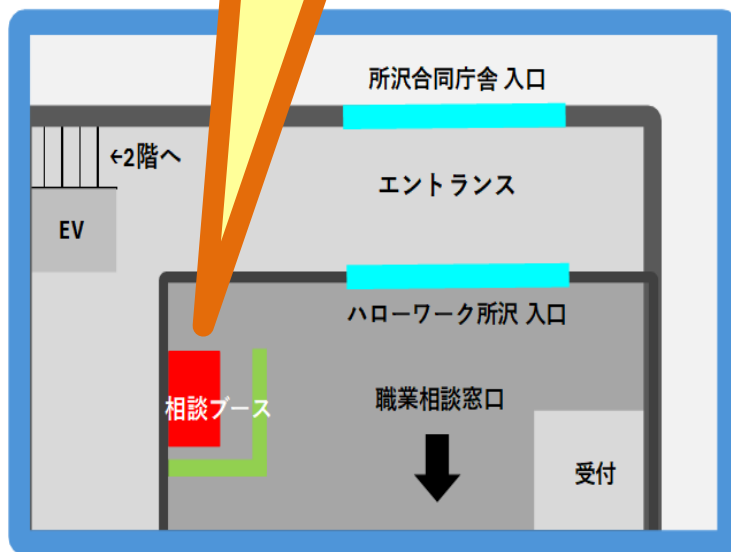 所沢合同庁舎 入口
←2階へ
エントランス
EV
ハローワーク所沢 入口
相談ブース
職業相談窓口
受付